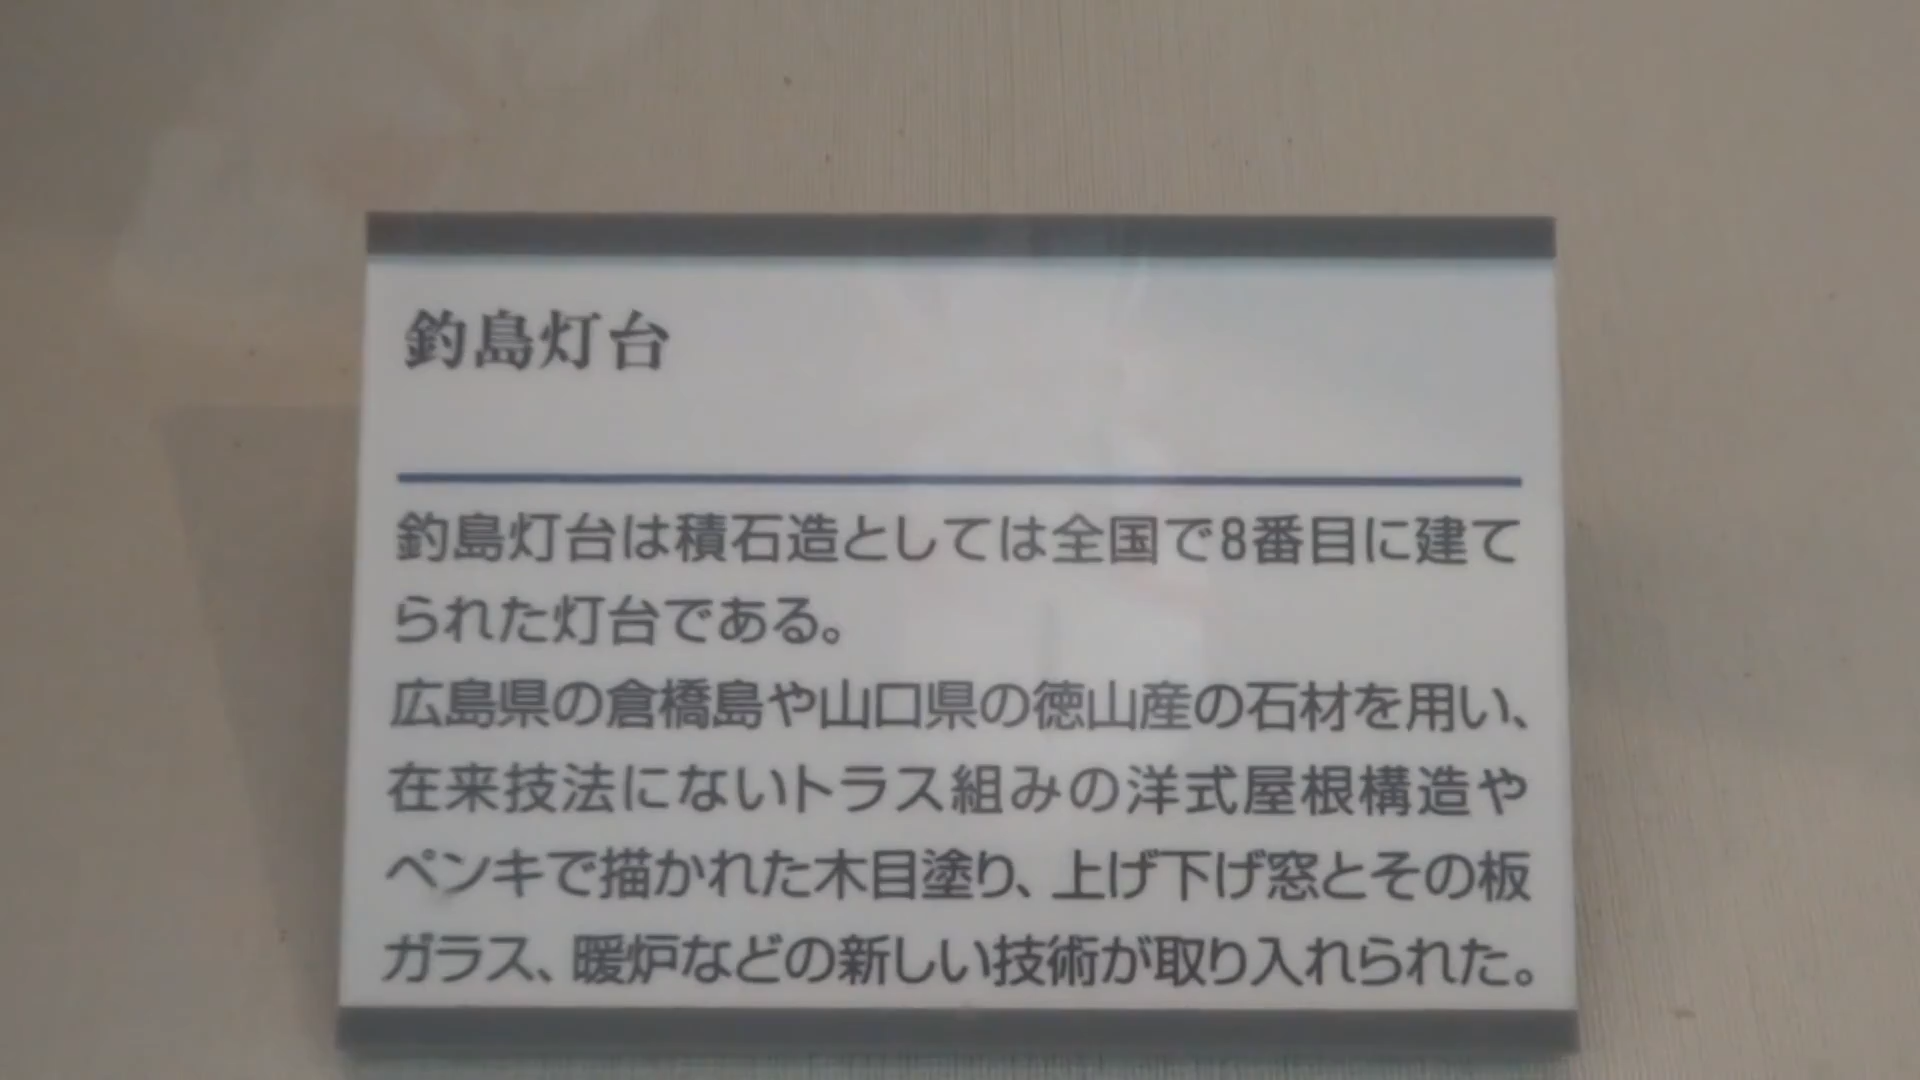 釣島灯台
釣島灯台は積石造としては全国で8番目に建て
られた灯台である。
広島県の倉橋島や山口県の徳山産の石材を用い、
在来技法にないトラス組みの洋式屋根構造や
ペンキで描かれた木目塗り、上げ下げ窓とその板
ガラス、暖炉などの新しい技術が取り入れられた。